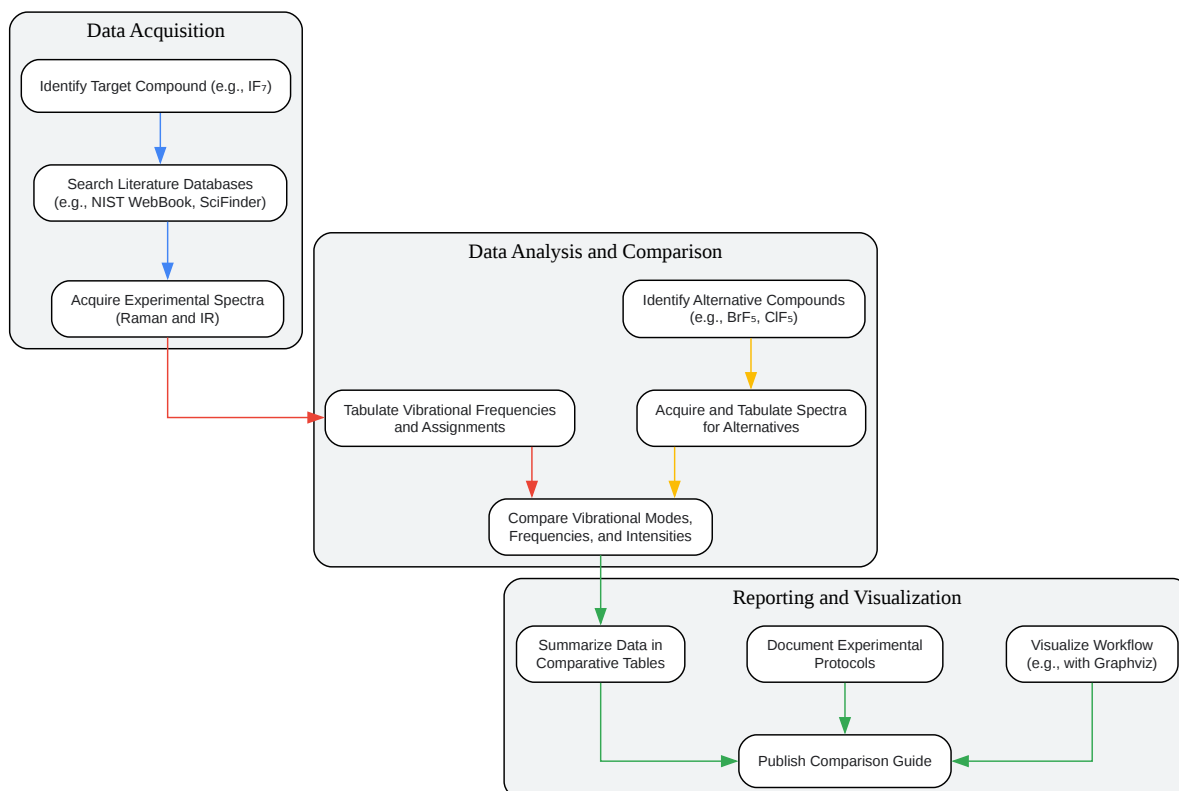 Data Acquisition
Identify Target Compound (e.g., IF₇)
Search Literature Databases
(e.g., NIST WebBook, SciFinder)
Acquire Experimental Spectra
(Raman and IR)
Data Analysis and Comparison
Identify Alternative Compounds
(e.g., BrF₅, ClF₅)
Tabulate Vibrational Frequencies
and Assignments
Acquire and Tabulate Spectra
for Alternatives
Compare Vibrational Modes,
Frequencies, and Intensities
Reporting and Visualization
Summarize Data in
Comparative Tables
Document Experimental
Protocols
Visualize Workflow
(e.g., with Graphviz)
Publish Comparison Guide